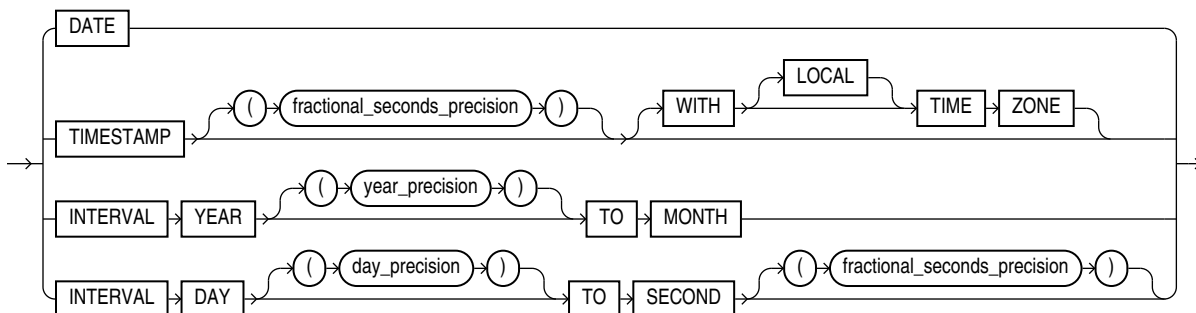 DATE
LOCAL
( fractional_seconds_precision ) WITH TIME ZONE
TIMESTAMP
( year_precision )
INTERVAL YEAR TO MONTH
( day_precision ) ( fractional_seconds_precision )
INTERVAL DAY TO SECOND